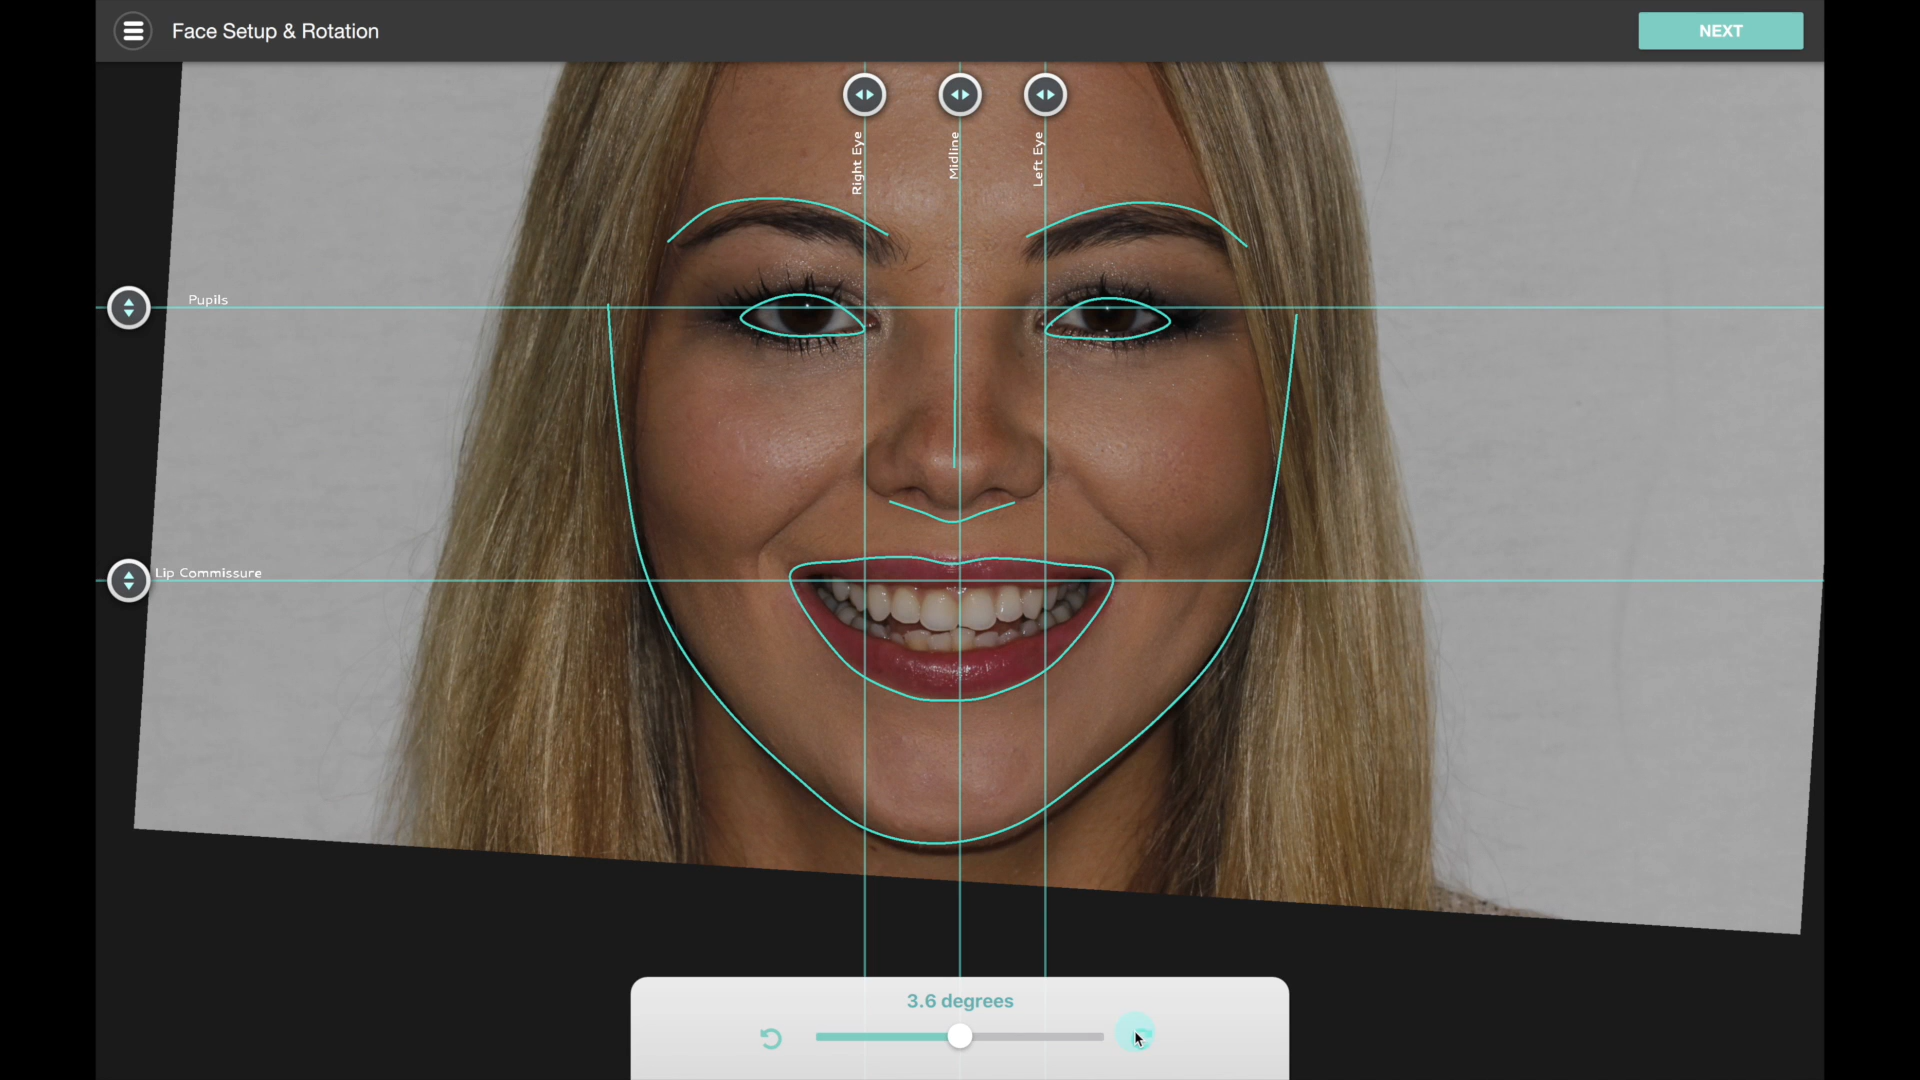 Face Setup & Rotation
NEXT
Right Eye
Midline
Left Eye
Pupils
Lip Commissure
3.6 degrees